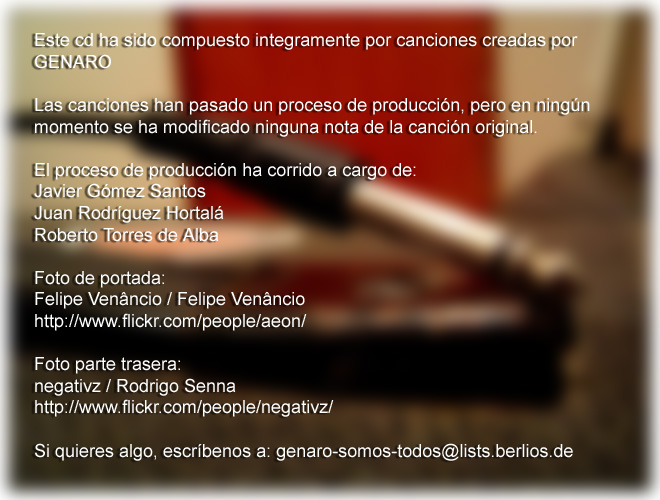 Este cd ha sido compuesto integramente por canciones creadas por
GENARO
Las canciones han pasado un proceso de producción, pero en ningún
momento se ha modificado ninguna nota de la canción original.
El proceso de producción ha corrido a cargo de:
Javier Gómez Santos
Juan Rodríguez Hortalá
Roberto Torres de Alba
Foto de portada:
Felipe Venâncio / Felipe Venâncio
http://www.flickr.com/people/aeon/
Foto parte trasera:
negativz / Rodrigo Senna
http://www.flickr.com/people/negativz/
Si quieres algo, escríbenos a: genaro-somos-todos@lists.berlios.de